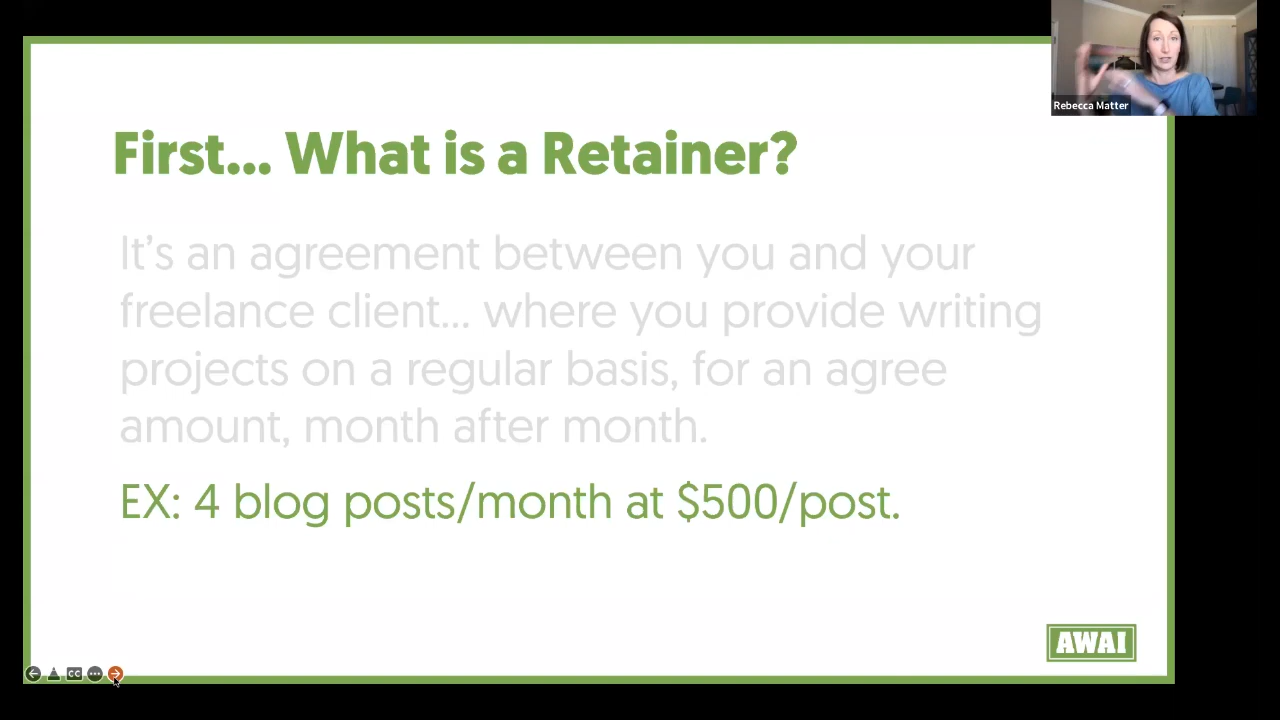 Rebecca Matter
First... What is a Retainer?
It's an agreement between you and your
freelance client... where you provide writing
projects on a regular basis, for an agree
amount, month after month.
EX: 4 blog posts/month at $500/post.
AWAI
CC